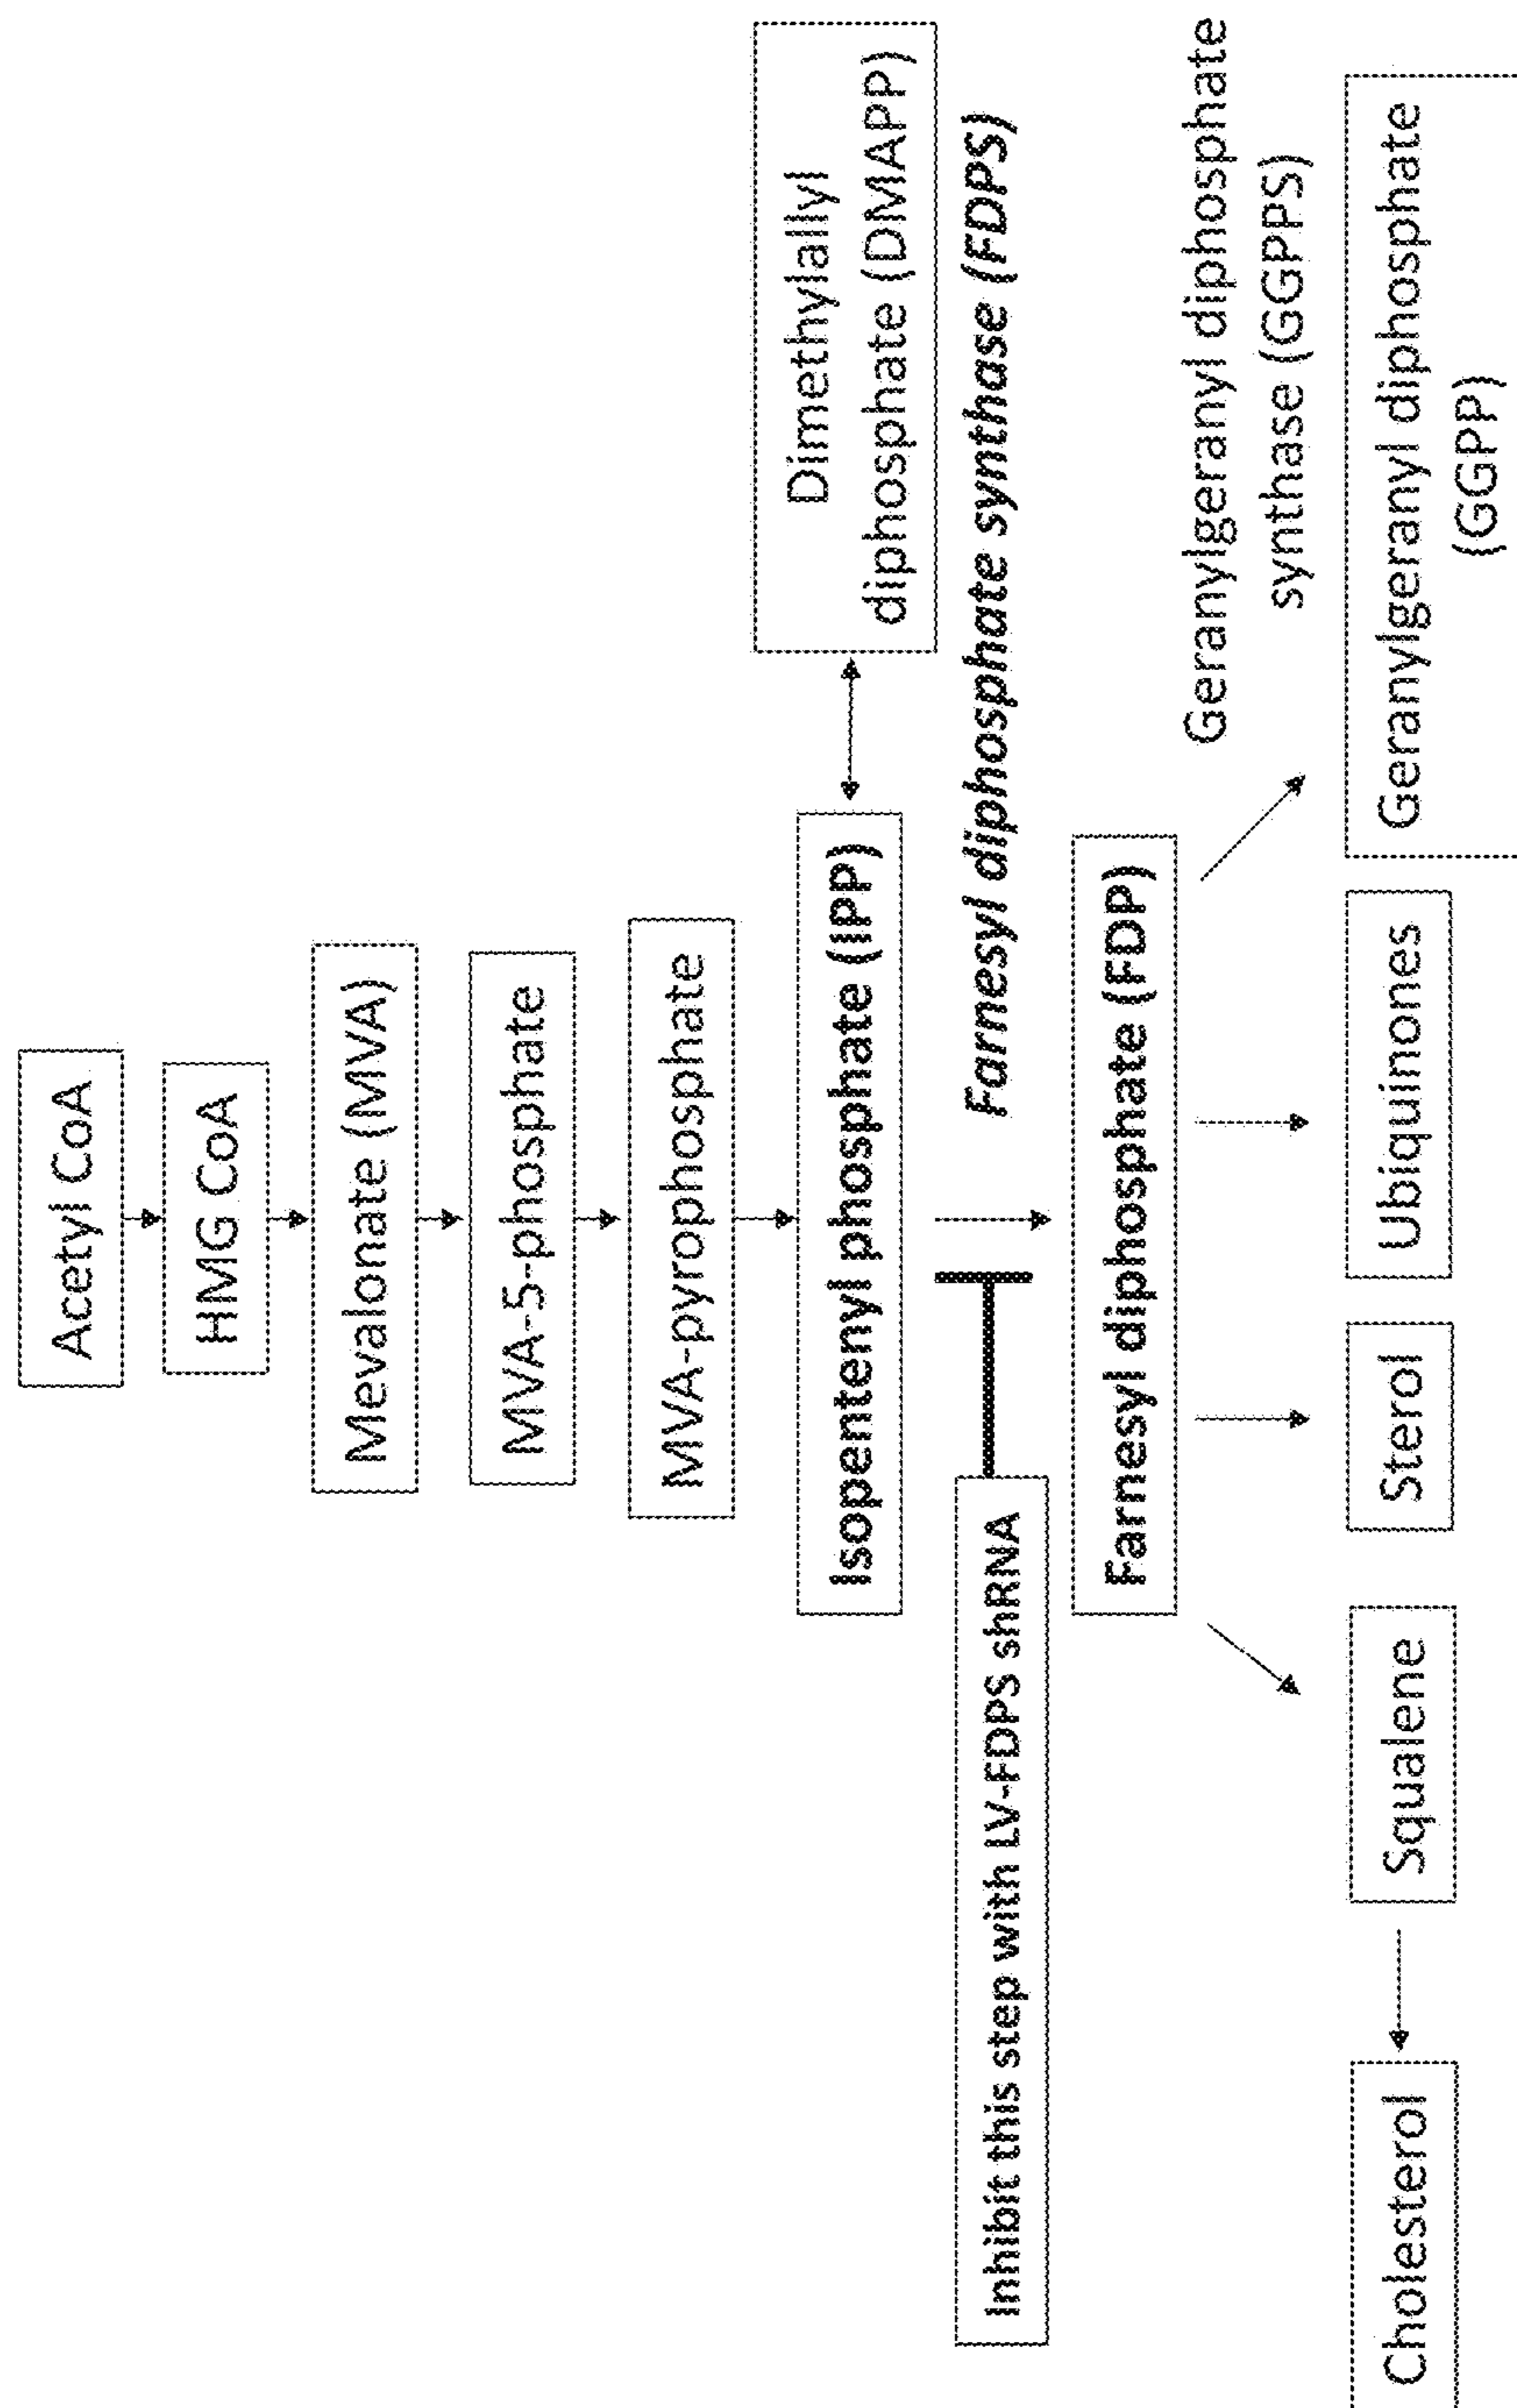 Acetyl CoA
HMG CoA
Mevalonate (MVA)
MVA-5-phosphate
MVA-pyrophosphate
Isopentenyl phosphate (IPP)
Dimethylallyl
diphosphate (DMAPP)
Inhibit this step with LV-FDPS shRNA
Farnesyl diphosphate synthase (FDPS)
Farnesyl diphosphate (FDP)
Geranylgeranyl diphosphate
synthase (GGPPS)
Cholesterol
Squalene
Sterol
Ubiquinones
Geranylgeranyl diphosphate
(GGPP)